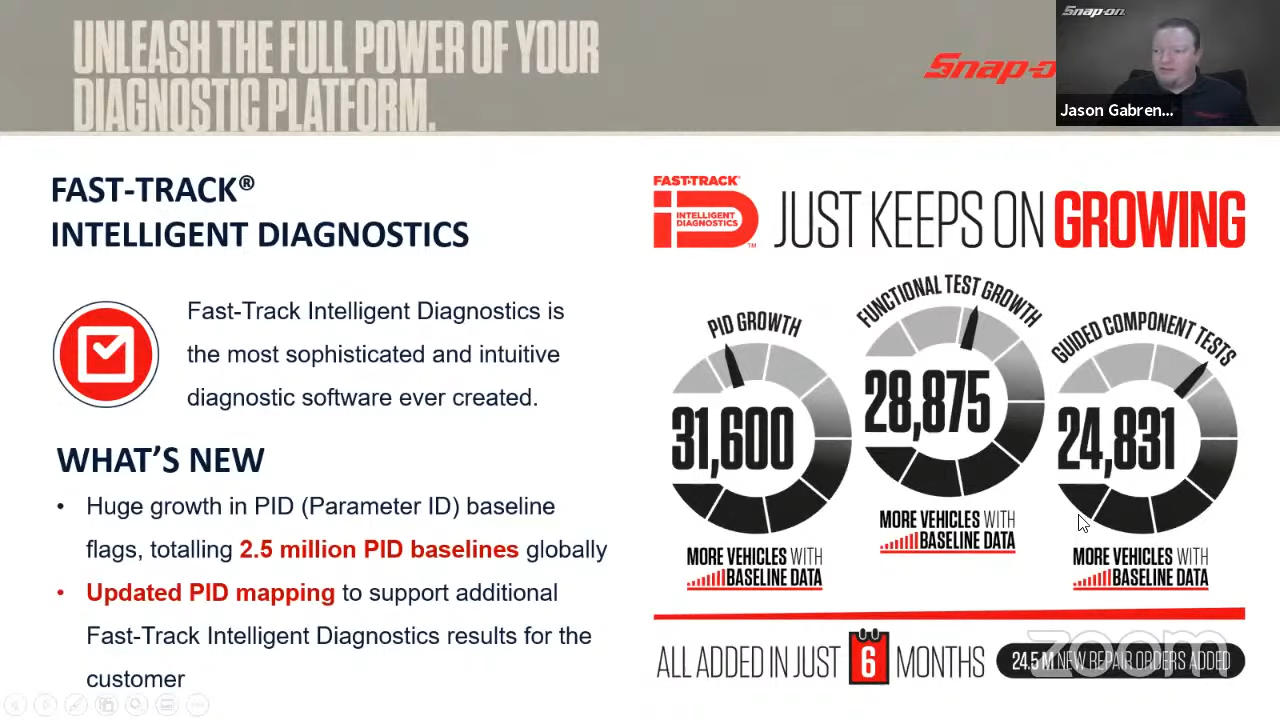 UNLEASH THE FULL POWER OF YOUR
DIAGNOSTIC PLATFORM.
Snap-o
Snap-on
Jason Gabren...
FAST-TRACK®
INTELLIGENT DIAGNOSTICS
Fast-Track Intelligent Diagnostics is
the most sophisticated and intuitive
diagnostic software ever created.
WHAT'S NEW
• Huge growth in PID (Parameter ID) baseline
flags, totalling 2.5 million PID baselines globally
• Updated PID mapping to support additional
Fast-Track Intelligent Diagnostics results for the
customer
FAST-TRACK®
iD
INTELLIGENT
DIAGNOSTICS
TM
JUST KEEPS ON GROWING
PID GROWTH
31,600
MORE VEHICLES WITH
BASELINE DATA
FUNCTIONAL TEST GROWTH
28,875
MORE VEHICLES WITH
BASELINE DATA
GUIDED COMPONENT TESTS
24,831
MORE VEHICLES WITH
BASELINE DATA
ALL ADDED IN JUST 6 MONTHS
24.5 M NEW REPAIR ORDERS ADDED
zoom